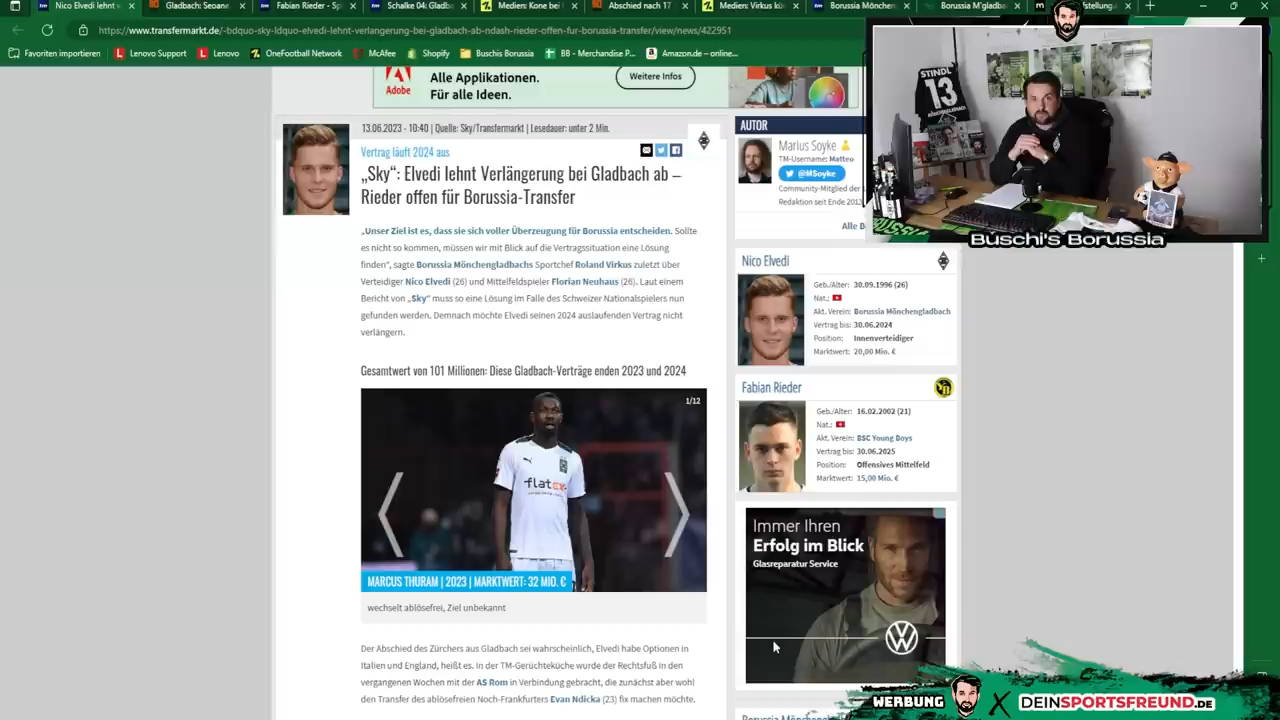 Nico Elvedi v
Gladbach: Seoane
Fabian Rieder - Sp
Schalke 04: Gladb
Medien: Kone bei
Abschied nach 17
Medien: Virkus kü
Borussia Mönchen
Borussia M'gladba
https://www.transfermarkt.de/-bdquo-sky-ldquo-elvedi-lehnt-verlangerung-bei-gladbach-ab-ndash-rieder-offen-fur-borussia-transfer/view/news/422951
Favoriten importieren
Lenovo Support
Lenovo
OneFootball Network
McAfee
Shopify
BB - Merchandise P...
Adobe
Alle Applikationen.
Für alle Ideen.
Weitere Infos
13.06.2023 - 10:40 | Quelle: Sky/Transfermarkt | Lesedauer: unter 2 Min.
Vertrag läuft 2024 aus
„Sky“: Elvedi lehnt Verlängerung bei Gladbach ab –
Rieder offen für Borussia-Transfer
„Unser Ziel ist es, dass sie sich voller Überzeugung für Borussia entscheiden. Sollte
es nicht so kommen, müssen wir mit Blick auf die Vertragssituation eine Lösung
finden“, sagte Borussia Mönchengladbachs Sportchef Roland Virkus zuletzt über
Verteidiger Nico Elvedi (26) und Mittelfeldspieler Florian Neuhaus (26). Laut einem
Bericht von „Sky“ muss so eine Lösung im Falle des Schweizer Nationalspielers nun
gefunden werden. Demnach möchte Elvedi seinen 2024 auslaufenden Vertrag nicht
verlängern.
Gesamtwert von 101 Millionen: Diese Gladbach-Verträge enden 2023 und 2024
1/12
flatex
MARCUS THURAM | 2023 | MARKTWERT: 32 MIO. €
wechselt ablösefrei, Ziel unbekannt
Der Abschied des Zürchers aus Gladbach sei wahrscheinlich, Elvedi habe Optionen in
Italien und England, heißt es. In der TM-Gerüchteküche wurde der Rechtsfuß in den
vergangenen Wochen mit der AS Rom in Verbindung gebracht, die zunächst aber wohl
den Transfer des ablösefreien Noch-Frankfurters Evan Ndicka (23) fix machen möchte.
AUTOR
Marius Soyke
TM-Username: Matteo
@MSoyke
Community-Mitglied der
Redaktion seit Ende 2013
Alle B
Nico Elvedi
Geb./Alter: 30.09.1996 (26)
Nat.:
Akt. Verein: Borussia Mönchengladbach
Vertrag bis: 30.06.2024
Position: Innenverteidiger
Marktwert: 20,00 Mio. €
Fabian Rieder
Geb./Alter: 16.02.2002 (21)
Nat.:
Akt. Verein: BSC Young Boys
Vertrag bis: 30.06.2025
Position: Offensives Mittelfeld
Marktwert: 15,00 Mio. €
Immer Ihren
Erfolg im Blick
Glasreparatur Service
STINDL
13
Büschi's Borussia
WERBUNG
X
DEINSPORTSFREUND.DE